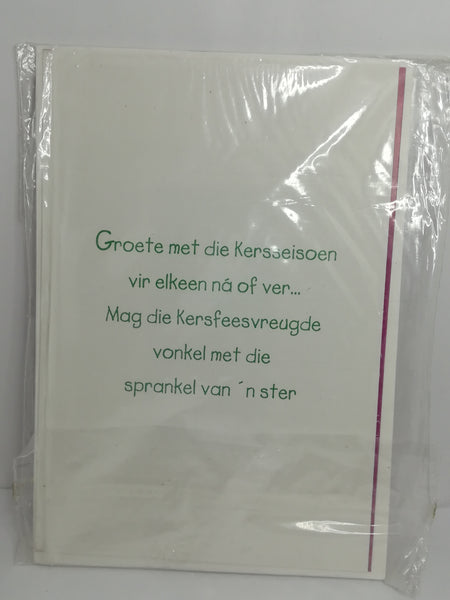 Groete met die Kersseisoen
vir elkeen ná of ver...
Mag die Kersfeesvreugde
vonkel met die
sprankel van ´n ster